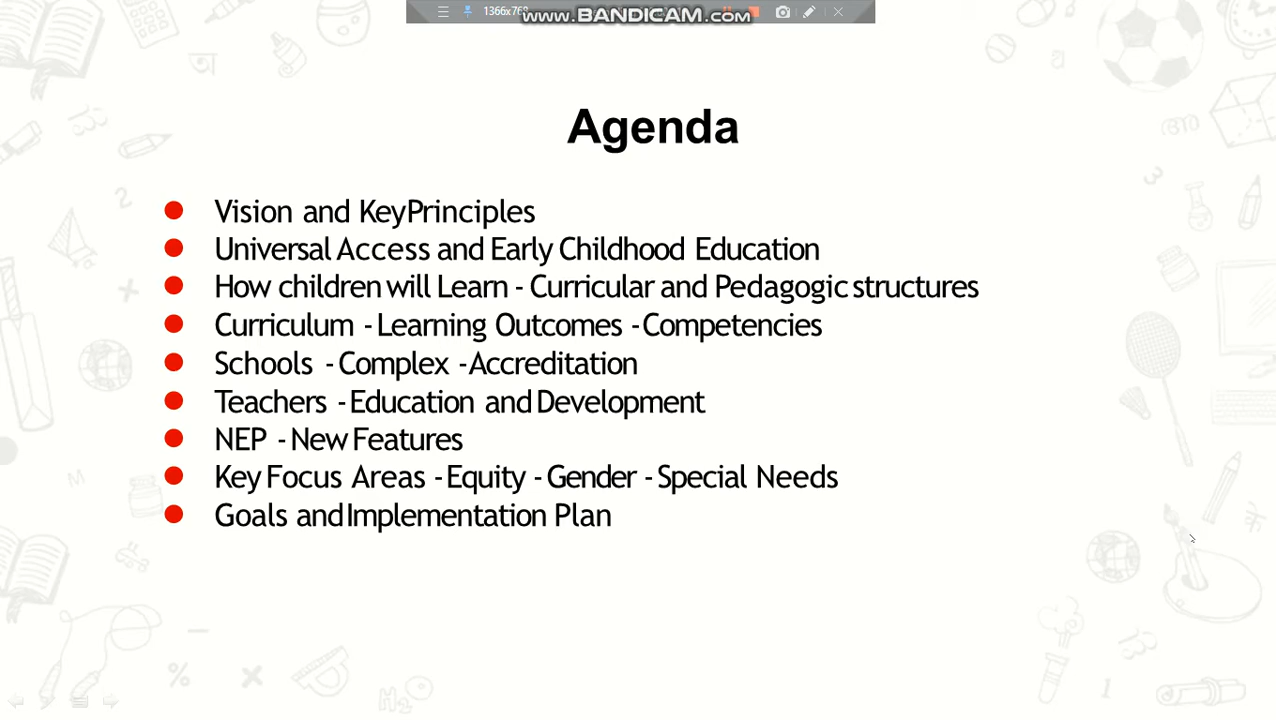 1366x768
www.BANDICAM.com
Agenda
Vision and KeyPrinciples
Universal Access and Early Childhood Education
How children will Learn - Curricular and Pedagogic structures
Curriculum - Learning Outcomes - Competencies
Schools - Complex - Accreditation
Teachers - Education and Development
NEP - New Features
Key Focus Areas - Equity - Gender - Special Needs
Goals and Implementation Plan
H2O